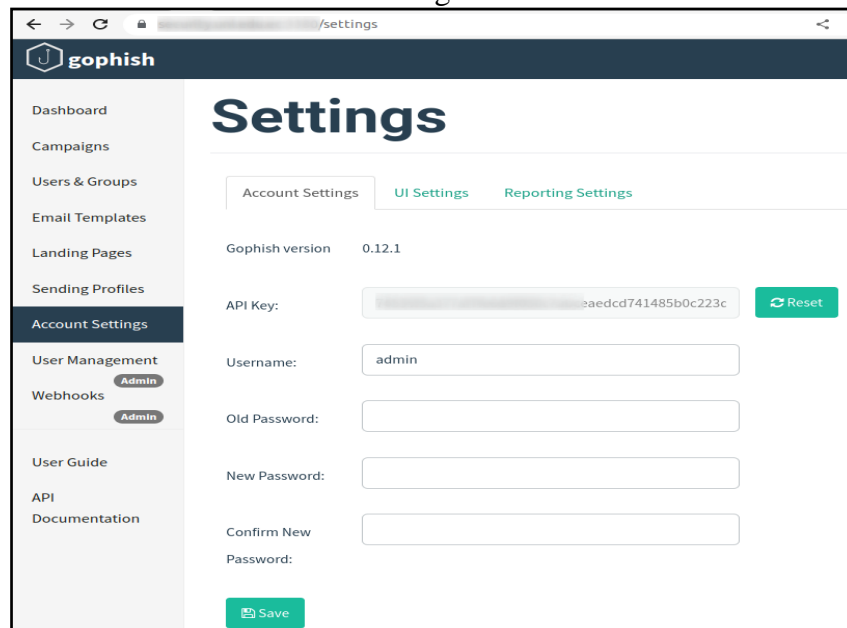 /settings
gophish
Settings
Dashboard
Campaigns
Users & Groups
Email Templates
Landing Pages
Sending Profiles
Account Settings
User Management
Admin
Webhooks
Admin
User Guide
API
Documentation
Account Settings UI Settings Reporting Settings
Gophish version 0.12.1
API Key: eaedcd741485b0c223c Reset
Username: admin
Old Password:
New Password:
Confirm New
Password:
Save